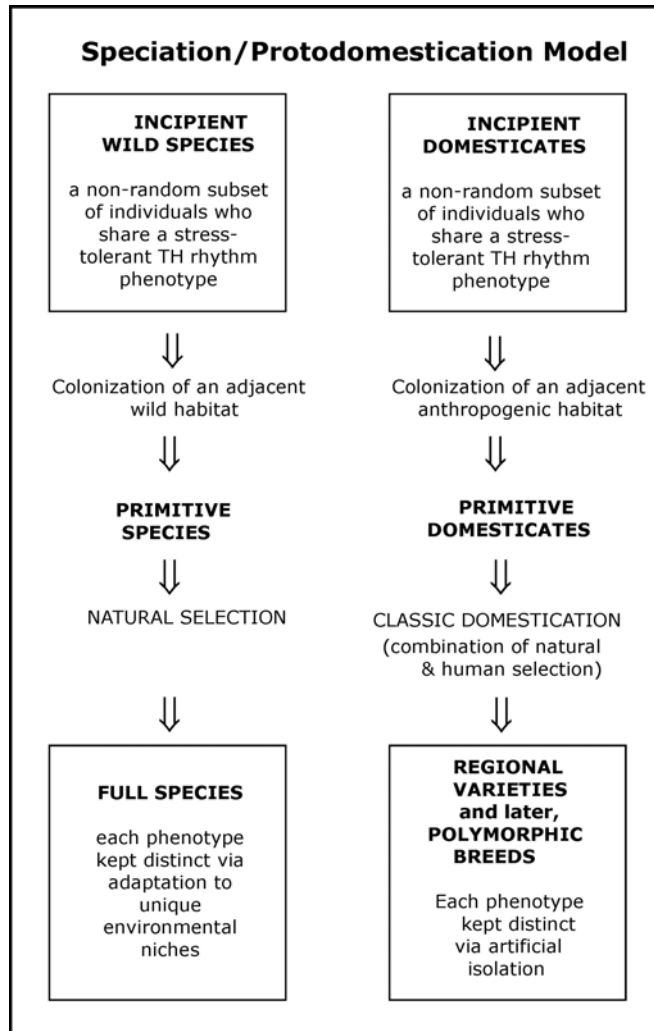 Speciation/Protodomestication Model
INCIPIENT
WILD SPECIES
a non-random subset
of individuals who
share a stress-
tolerant TH rhythm
phenotype
Colonization of an adjacent
wild habitat
PRIMITIVE
SPECIES
NATURAL SELECTION
FULL SPECIES
each phenotype
kept distinct via
adaptation to
unique
environmental
niches
INCIPIENT
DOMESTICATES
a non-random subset
of individuals who
share a stress-
tolerant TH rhythm
phenotype
Colonization of an adjacent
anthropogenic habitat
PRIMITIVE
DOMESTICATES
CLASSIC DOMESTICATION
(combination of natural
& human selection)
REGIONAL
VARIETIES
and later,
POLYMORPHIC
BREEDS
Each phenotype
kept distinct
via artificial
isolation